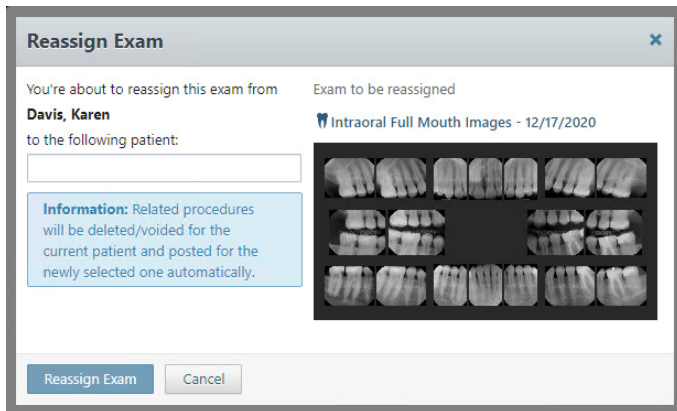 Reassign Exam
You're about to reassign this exam from
Davis, Karen
to the following patient:
Information: Related procedures
will be deleted/voided for the
current patient and posted for the
newly selected one automatically.
Exam to be reassigned
Intraoral Full Mouth Images - 12/17/2020
Reassign Exam
Cancel